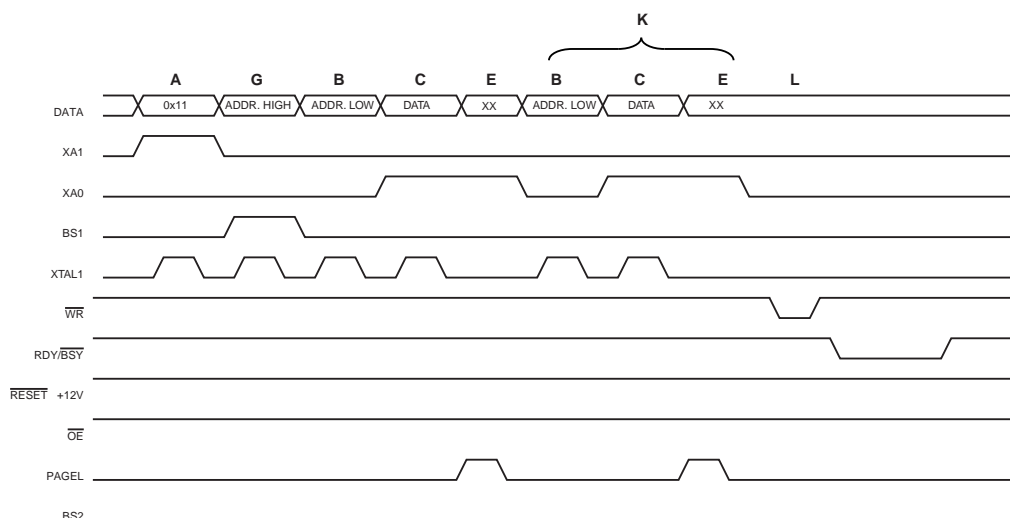 K
A G B C E B C E L
DATA 0x11 ADDR. HIGH ADDR. LOW DATA XX ADDR. LOW DATA XX
XA1
XA0
BS1
XTAL1
WR
RDY/BSY
RESET +12V
OE
PAGEL
BS2